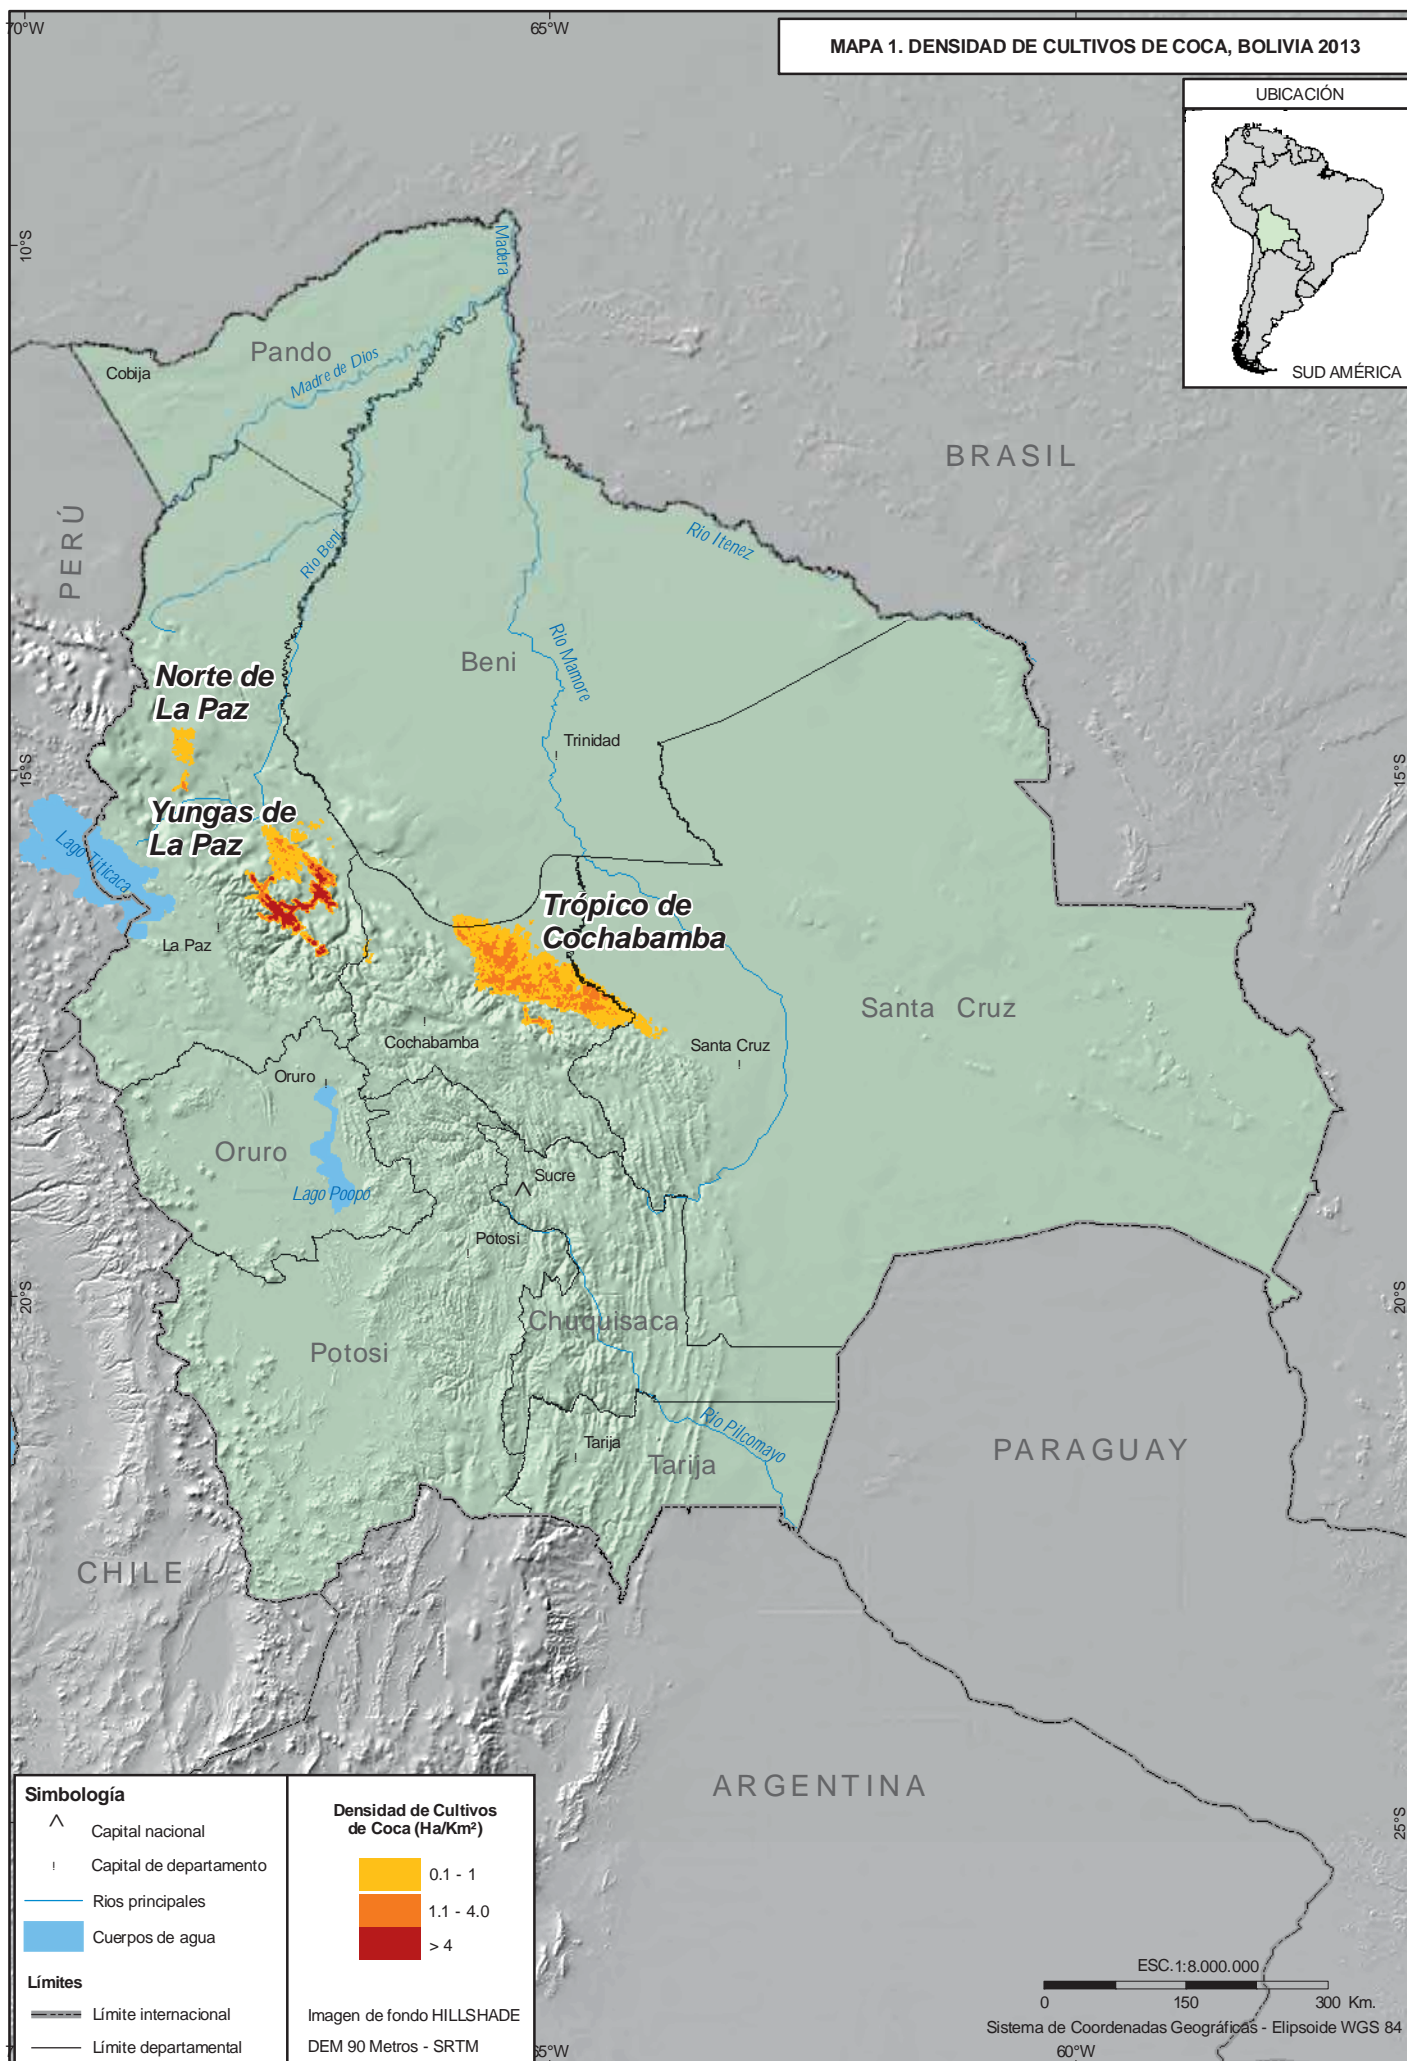 70°W
65°W
MAPA 1. DENSIDAD DE CULTIVOS DE COCA, BOLIVIA 2013
UBICACIÓN
SUD AMÉRICA
10°S
Madera
Pando
Cobija
Madre de Dios
BRASIL
PERÚ
Rio Beni
Rio Itenez
Beni
Rio Mamore
Norte de
La Paz
Trinidad
15°S
15°S
Yungas de
La Paz
Lago Titicaca
Trópico de
Cochabamba
La Paz
Santa Cruz
Cochabamba
Santa Cruz
Oruro
Oruro
Sucre
Lago Poopo
Potosi
20°S
20°S
Chuquisaca
Potosi
Rio Pilcomayo
Tarija
Tarija
PARAGUAY
CHILE
ARGENTINA
25°S
Simbología
Capital nacional
Capital de departamento
Rios principales
Cuerpos de agua
Límites
Límite internacional
Límite departamental
Densidad de Cultivos
de Coca (Ha/Km²)
0.1 - 1
1.1 - 4.0
> 4
Imagen de fondo HILLSHADE
DEM 90 Metros - SRTM
ESC.1:8.000.000
0 150 300 Km.
Sistema de Coordenadas Geográficas - Elipsoide WGS 84
65°W
60°W